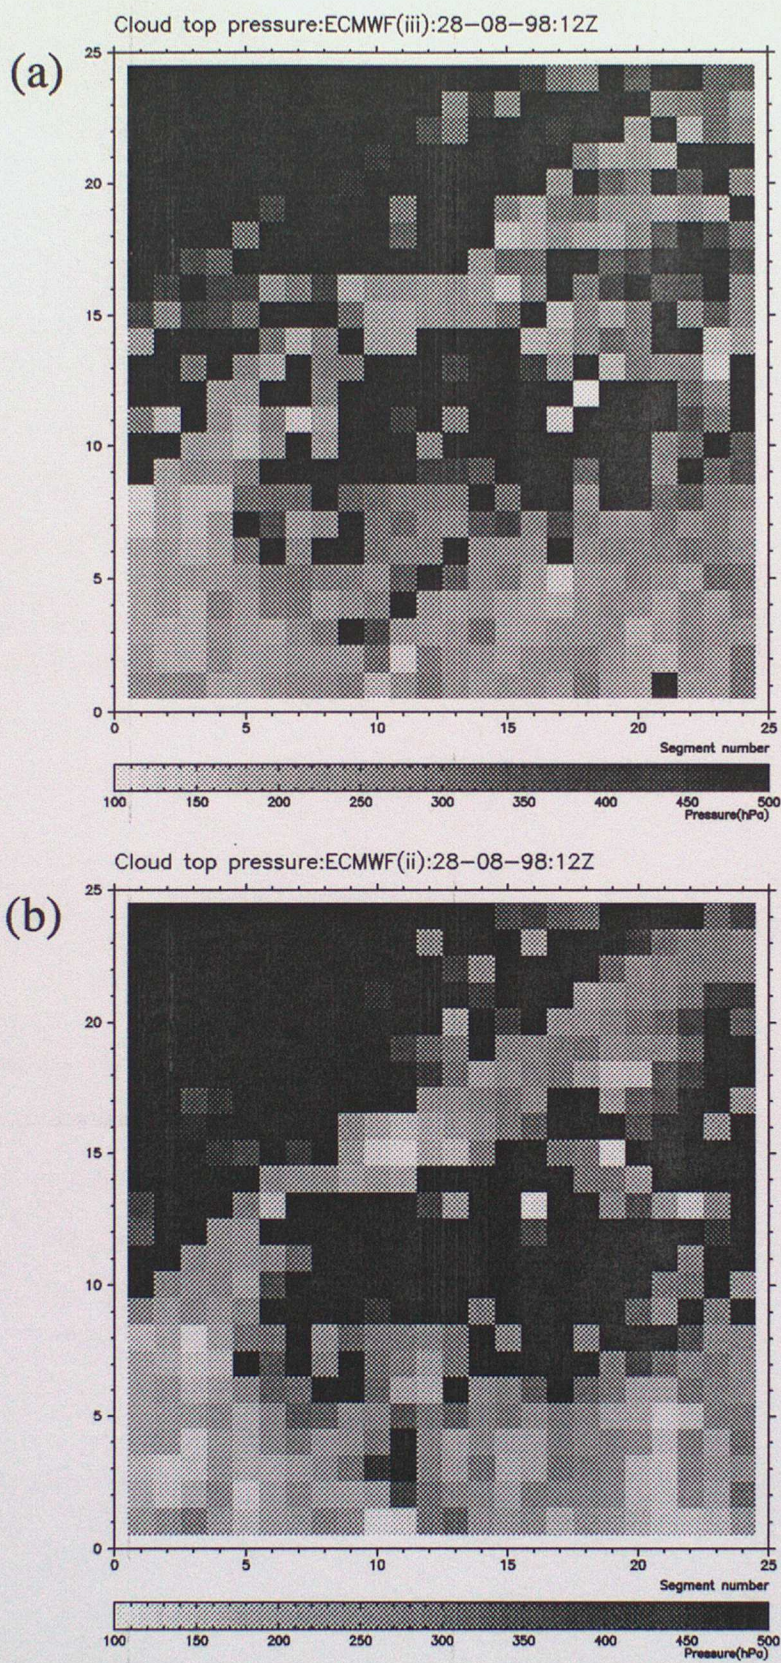 Cloud top pressure:ECMWF(iii):28-08-98:12Z
(a)
25
20
15
10
5
0
0 5 10 15 20 25
Segment number
100 150 200 250 300 350 400 450 500
Pressure(hPa)
Cloud top pressure:ECMWF(ii):28-08-98:12Z
(b)
25
20
15
10
5
0
0 5 10 15 20 25
Segment number
100 150 200 250 300 350 400 450 500
Pressure(hPa)